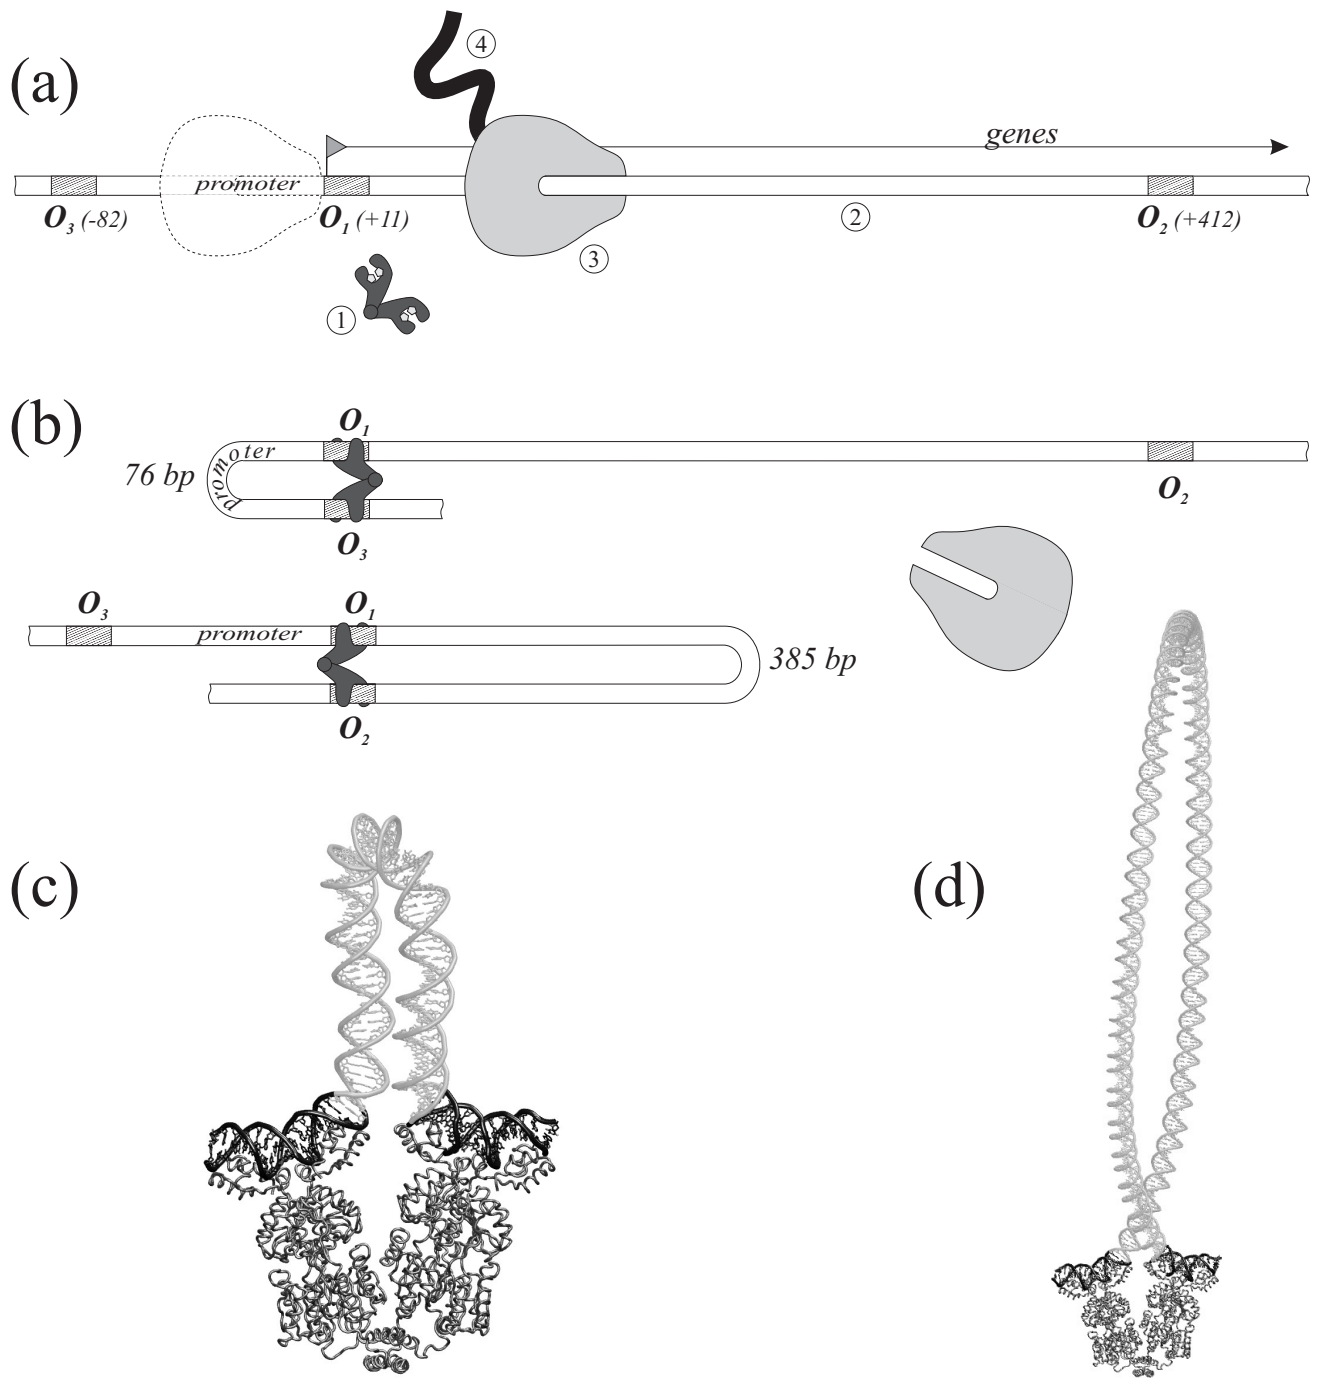 (a)
④
genes
promoter
O₃ (-82)
O₁ (+11)
②
O₂ (+412)
③
①
(b)
O₁
promoter
76 bp
O₂
O₃
O₃
O₁
promoter
385 bp
O₂
(c)
(d)